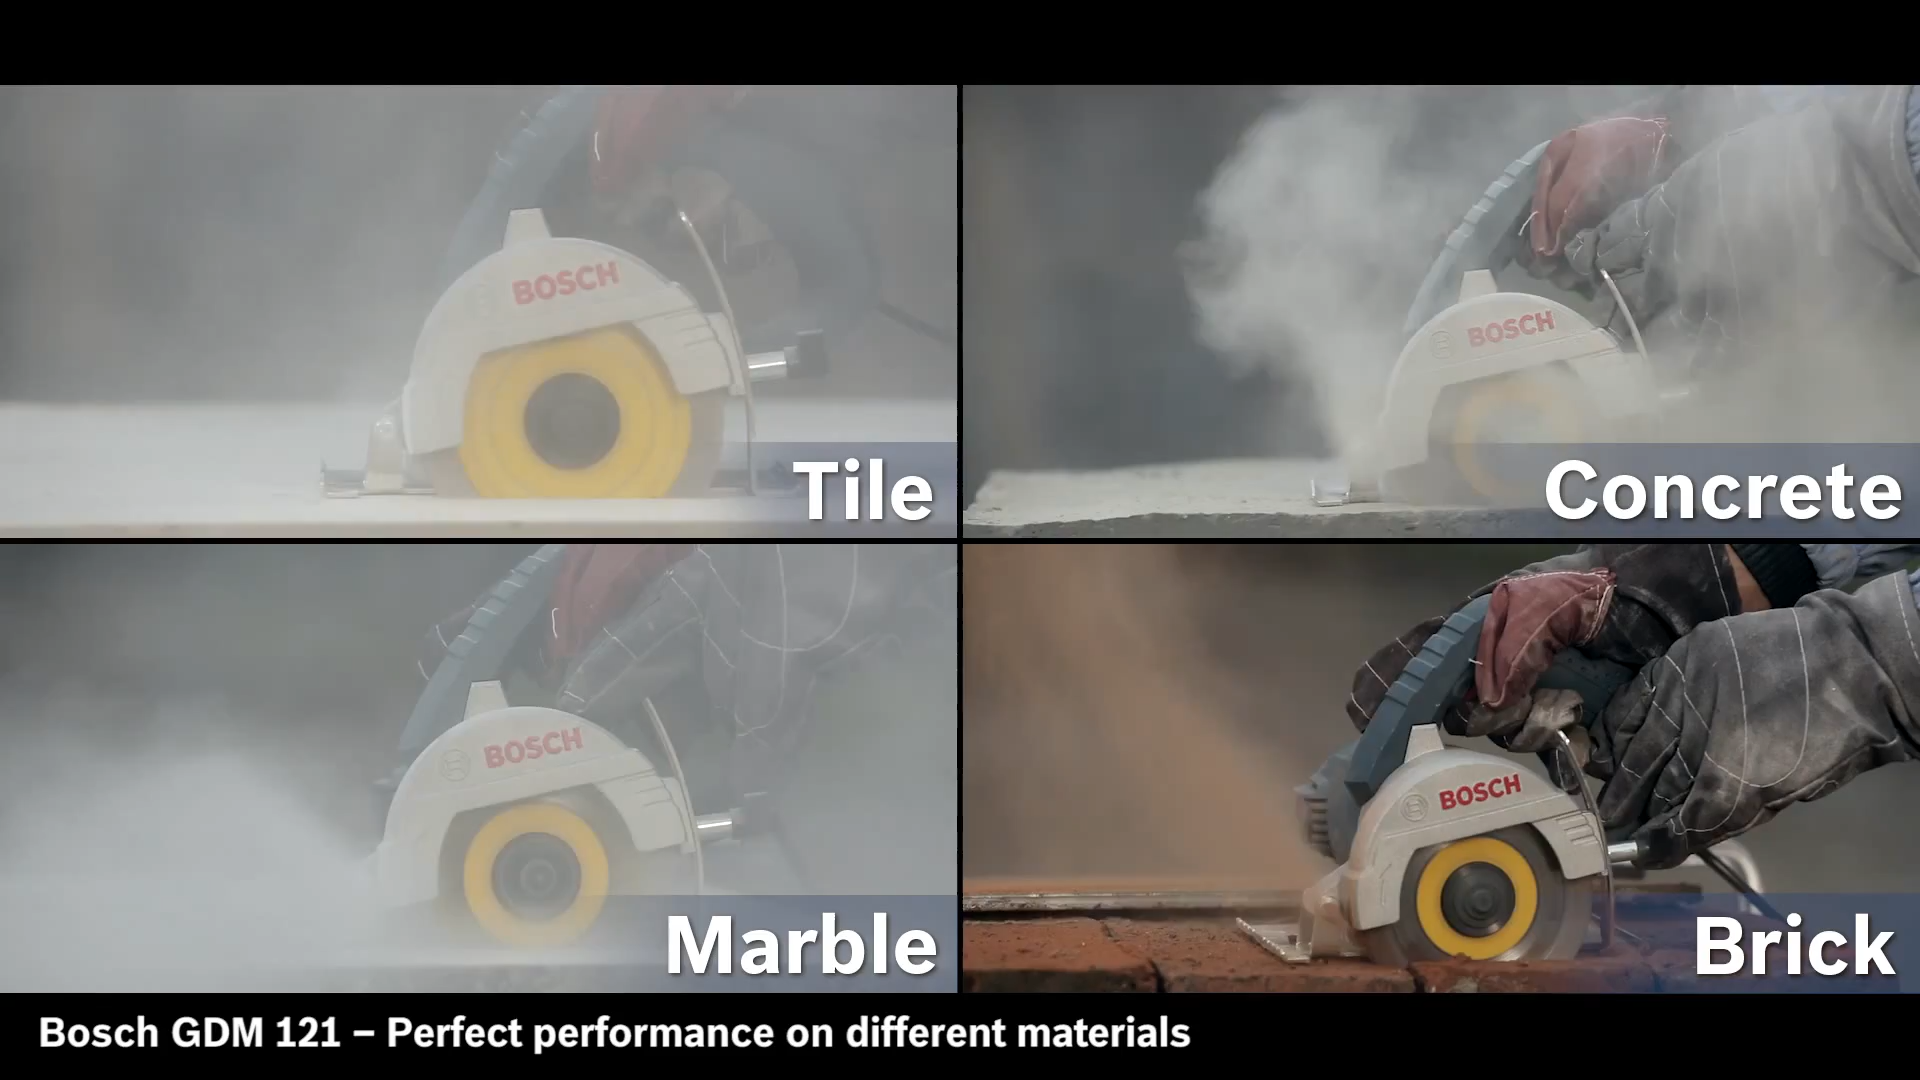 BOSCH
Tile
BOSCH
Concrete
BOSCH
Marble
BOSCH
Brick
Bosch GDM 121 – Perfect performance on different materials